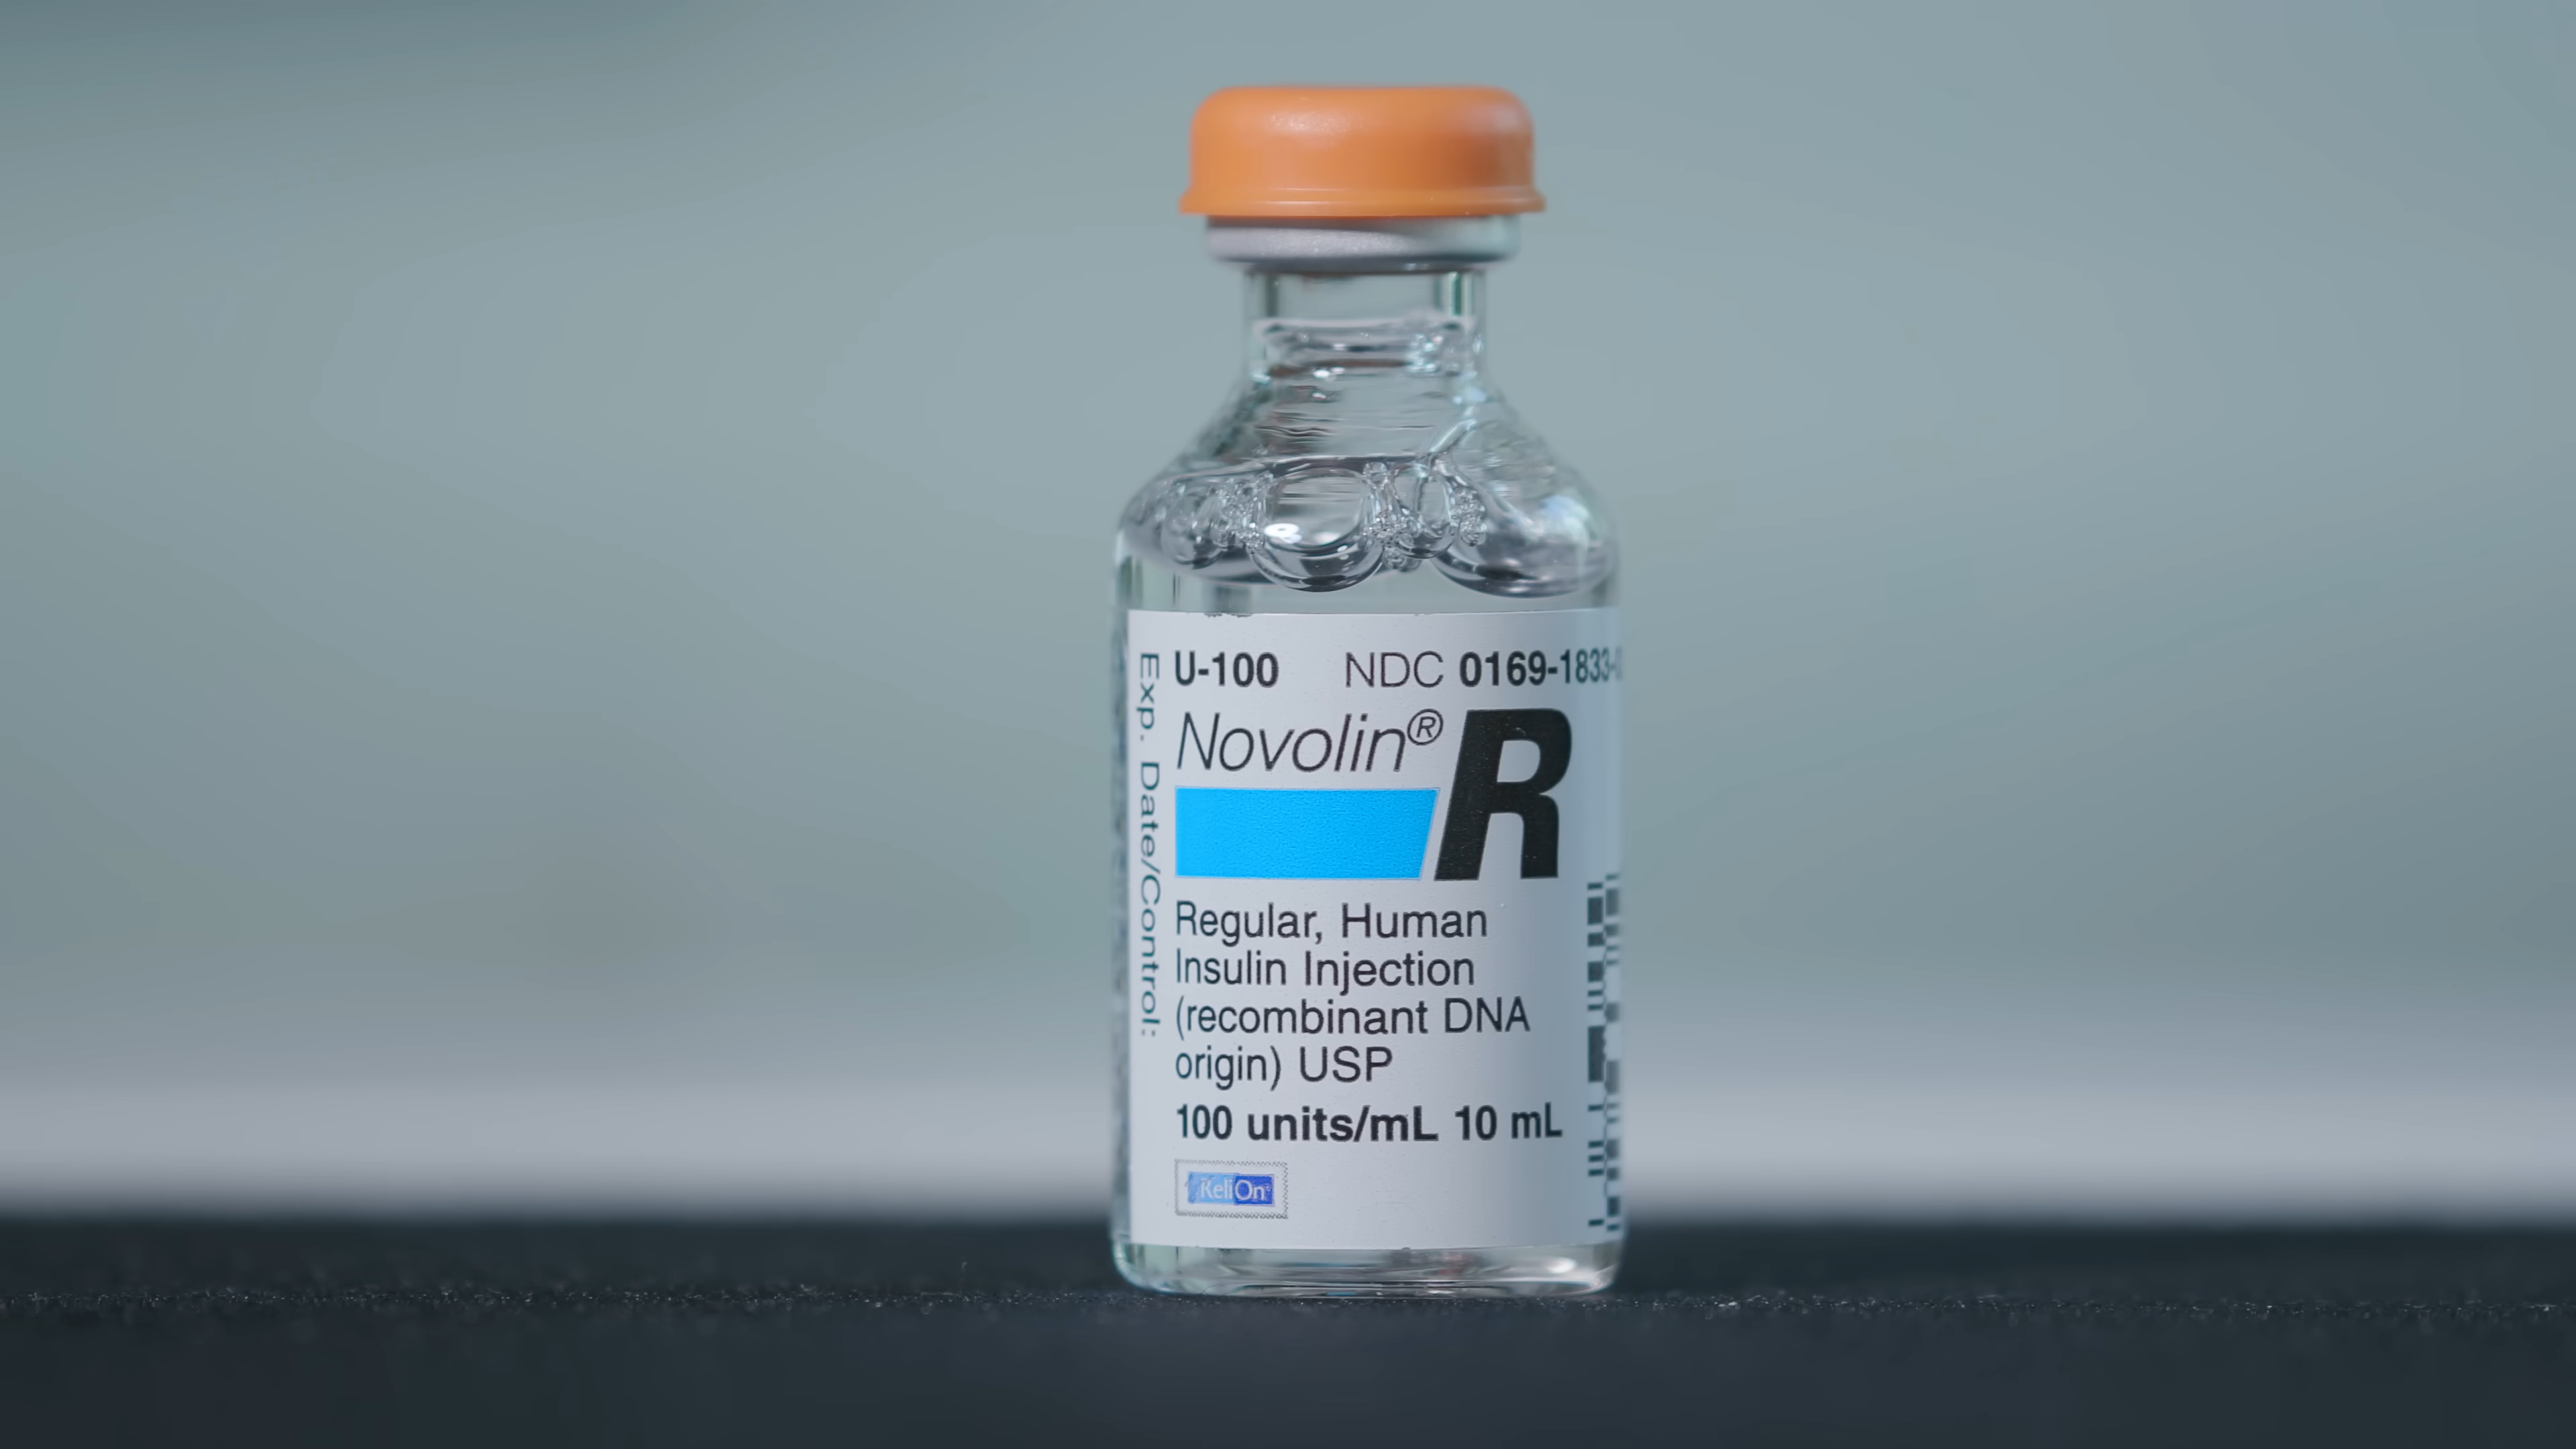 U-100 NDC 0169-1833-
Novolin® R
Regular, Human
Insulin Injection
(recombinant DNA
origin) USP
100 units/mL 10 mL
ReliOn®
Exp. Date/Control: